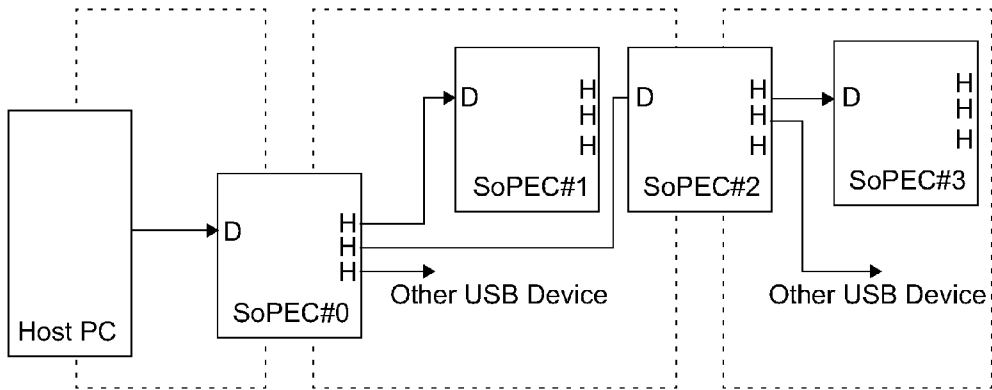 Host PC
D
H
H
H
SoPEC#0
D
H
H
H
SoPEC#1
Other USB Device
D
H
H
H
SoPEC#2
D
H
H
H
SoPEC#3
Other USB Device